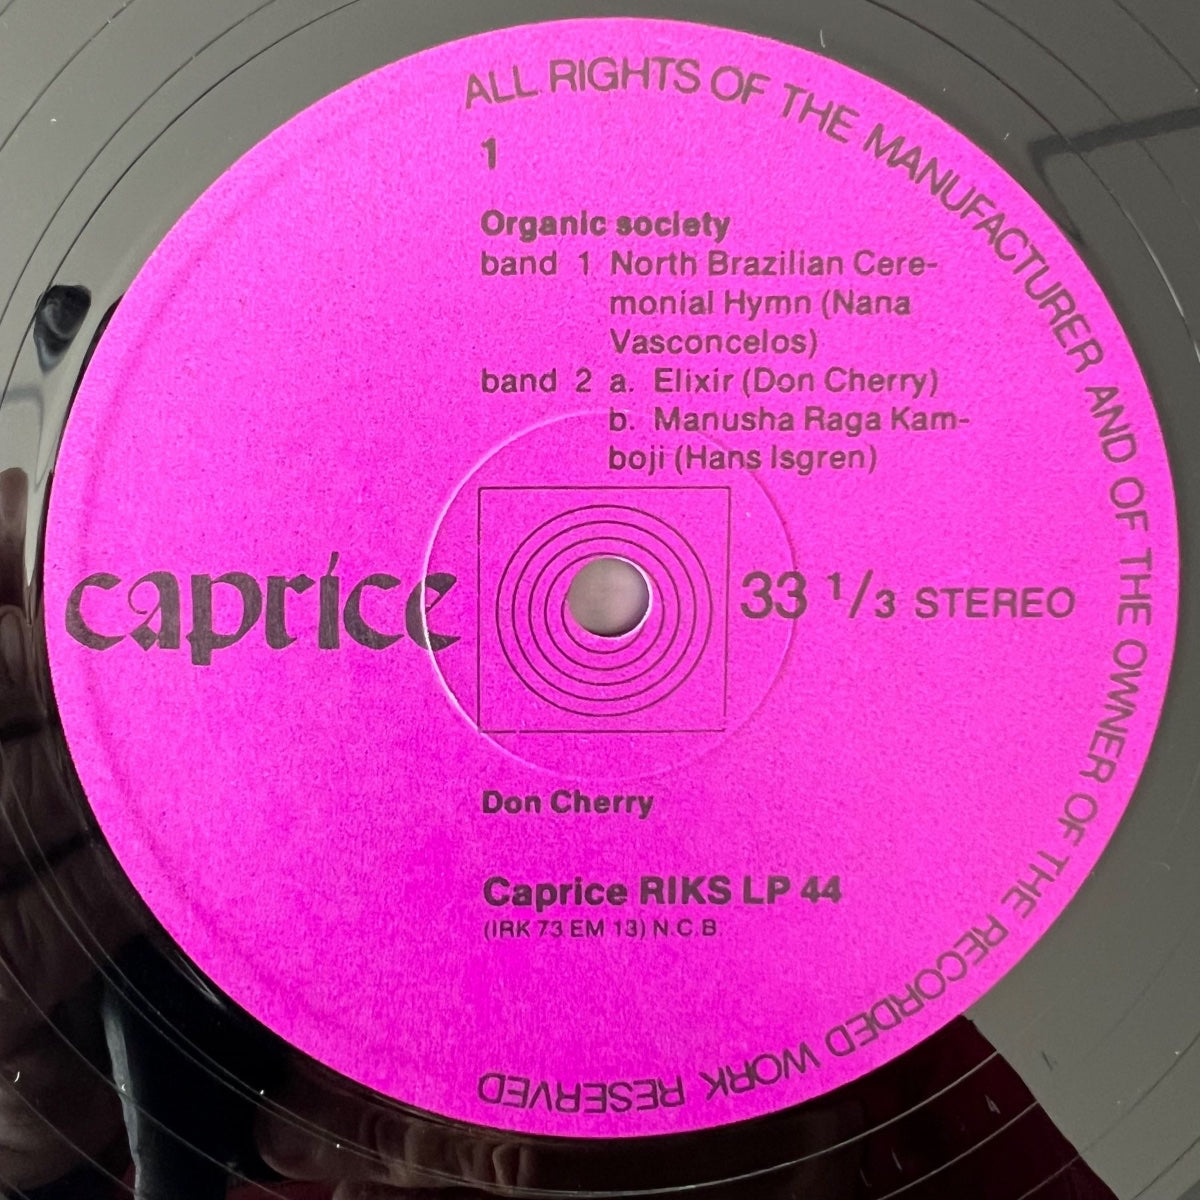 ALL RIGHTS OF THE MANUFACTURER AND OF THE OWNER OF THE RECORDED WORK RESERVED
1
Organic society
band 1 North Brazilian Cere-
monial Hymn (Nana
Vasconcelos)
band 2 a. Elixir (Don Cherry)
b. Manusha Raga Kam-
boji (Hans Isgren)
caprice
33 1/3 STEREO
Don Cherry
Caprice RIKS LP 44
(IRK 73 EM 13) N.C.B.